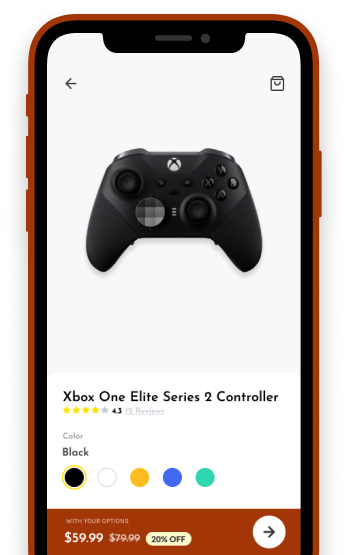 Xbox One Elite Series 2 Controller
4.3 12 Reviews
Color
Black
WITH YOUR OPTIONS
$59.99 $79.99 20% OFF